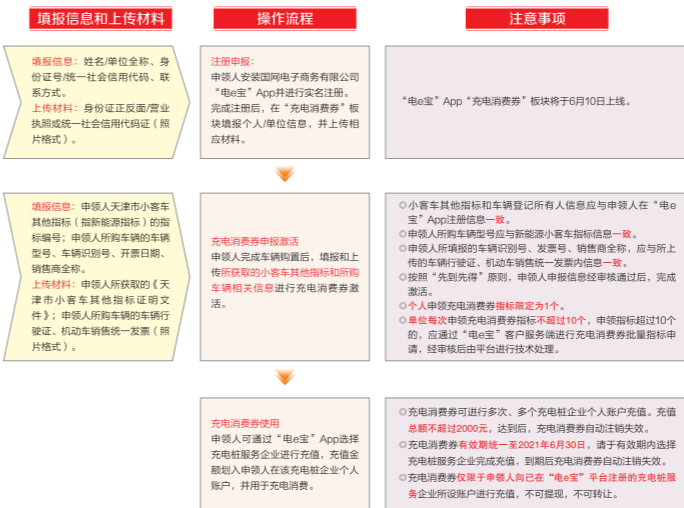 填报信息和上传材料
操作流程
注意事项
填报信息：姓名/单位全称、身
份证号/统一社会信用代码、联
系方式。
上传材料：身份证正反面/营业
执照或统一社会信用代码证（照
片格式）。
注册申报：
申领人安装国网电子商务有限公司
“电e宝”App并进行实名注册。
完成注册后，在“充电消费券”板
块填报个人/单位信息，并上传相
应材料。
“电e宝”App“充电消费券”板块将于6月10日上线。
填报信息：申领人天津市小客车
其他指标（指新能源指标）的指
标编号；申领人所购车辆的车辆
型号、车辆识别号、开票日期、
销售商全称。
上传材料：申领人所获取的《天
津市小客车其他指标证明文
件》；申领人所购车辆的车辆行
驶证、机动车销售统一发票（照
片格式）。
充电消费券申报激活
申领人完成车辆购置后，填报和上
传所获取的小客车其他指标和所购
车辆相关信息进行充电消费券激
活。
◎小客车其他指标和车辆登记所有人信息应与申领人在“电e
宝”App注册信息一致。
◎申领人所购车辆型号应与新能源小客车指标信息一致。
◎申领人所填报的车辆识别号、发票号、销售商全称，应与所上
传的车辆行驶证、机动车销售统一发票内信息一致。
◎按照“先到先得”原则，申领人申报信息经审核通过后，完成
激活。
◎个人申领充电消费券指标限定为1个。
◎单位每次申领充电消费券指标不超过10个，申领指标超过10个
的，应通过“电e宝”客户服务端进行充电消费券批量指标申
请，经审核后由平台进行技术处理。
充电消费券使用
申领人可通过“电e宝”App选择
充电桩服务企业进行充值，充值金
额划入申领人在该充电桩企业个人
账户，并用于充电消费。
◎充电消费券可进行多次、多个充电桩企业个人账户充值。充值
总额不超过2000元，达到后，充电消费券自动注销失效。
◎充电消费券有效期统一至2021年6月30日，请于有效期内选择
充电桩服务企业完成充值，到期后充电消费券自动注销失效。
◎充电消费券仅限于申领人向已在“电e宝”平台注册的充电桩服
务企业所设账户进行充值，不可提现，不可转让。